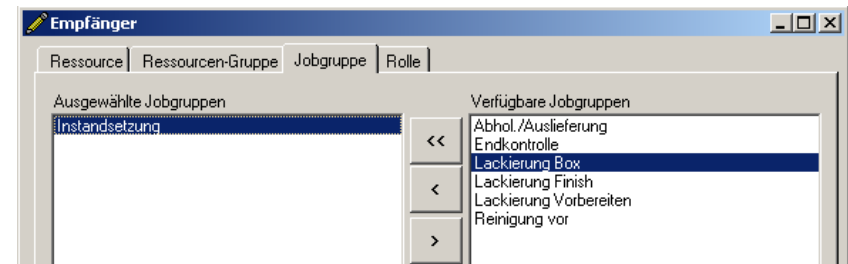 Empfänger
Ressource Ressourcen-Gruppe Jobgruppe Rolle
Ausgewählte Jobgruppen
Instandsetzung
<<
<
>
Verfügbare Jobgruppen
Abhol./Auslieferung
Endkontrolle
Lackierung Box
Lackierung Finish
Lackierung Vorbereiten
Reinigung vor